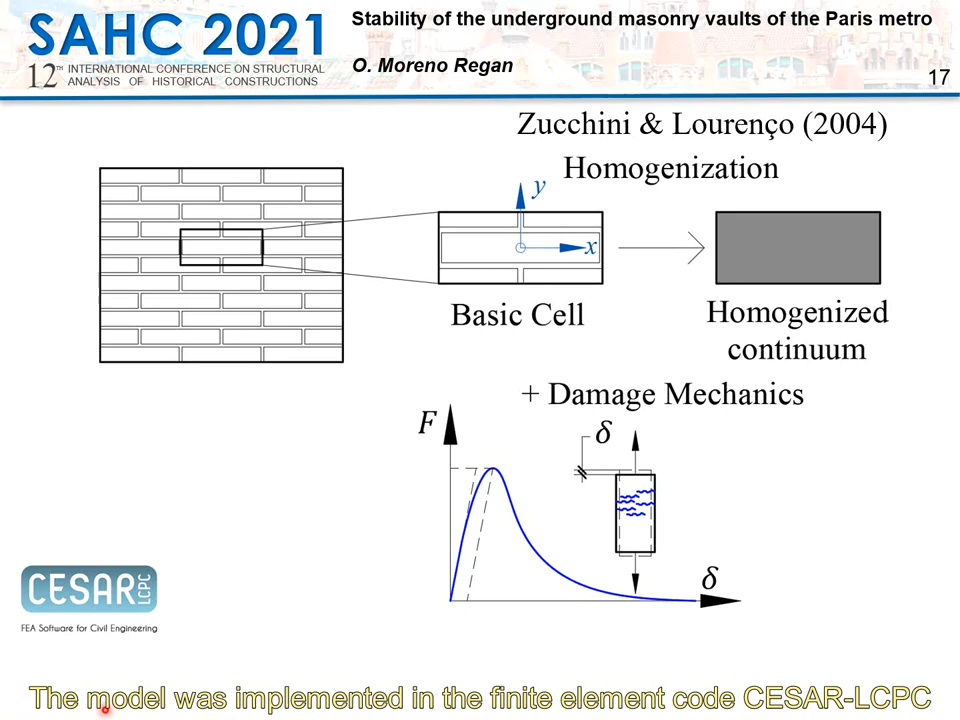 SAHC 2021
12TH INTERNATIONAL CONFERENCE ON STRUCTURAL
ANALYSIS OF HISTORICAL CONSTRUCTIONS
Stability of the underground masonry vaults of the Paris metro
O. Moreno Regan
17
Zucchini & Lourenço (2004)
Homogenization
y
x
Basic Cell
Homogenized
continuum
+ Damage Mechanics
F
δ
δ
CESAR LCPC
FEA Software for Civil Engineering
The model was implemented in the finite element code CESAR-LCPC